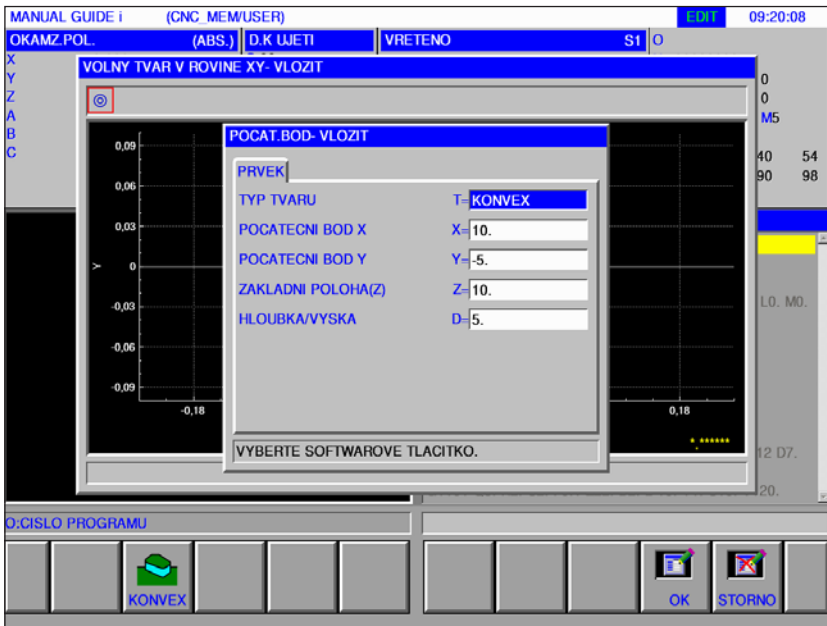 MANUAL GUIDE i (CNC_MEM/USER) EDIT 09:20:08
OKAMZ.POL. (ABS.) D.K UJETI VRETENO S1 O
X
Y
Z
A
B
C
VOLNY TVAR V ROVINE XY- VLOZIT
0
0
M5
40 54
90 98
0,09
0,06
0,03
0
-0,03
-0,06
-0,09
Y
-0,18
0,18
*.******
POCAT.BOD- VLOZIT
PRVEK
TYP TVARU T= KONVEX
POCATECNI BOD X X= 10.
POCATECNI BOD Y Y= -5.
ZAKLADNI POLOHA(Z) Z= 10.
HLOUBKA/VYSKA D= 5.
VYBERTE SOFTWAROVE TLACITKO.
L0. M0.
12 D7.
20.
O:CISLO PROGRAMU
KONVEX OK STORNO